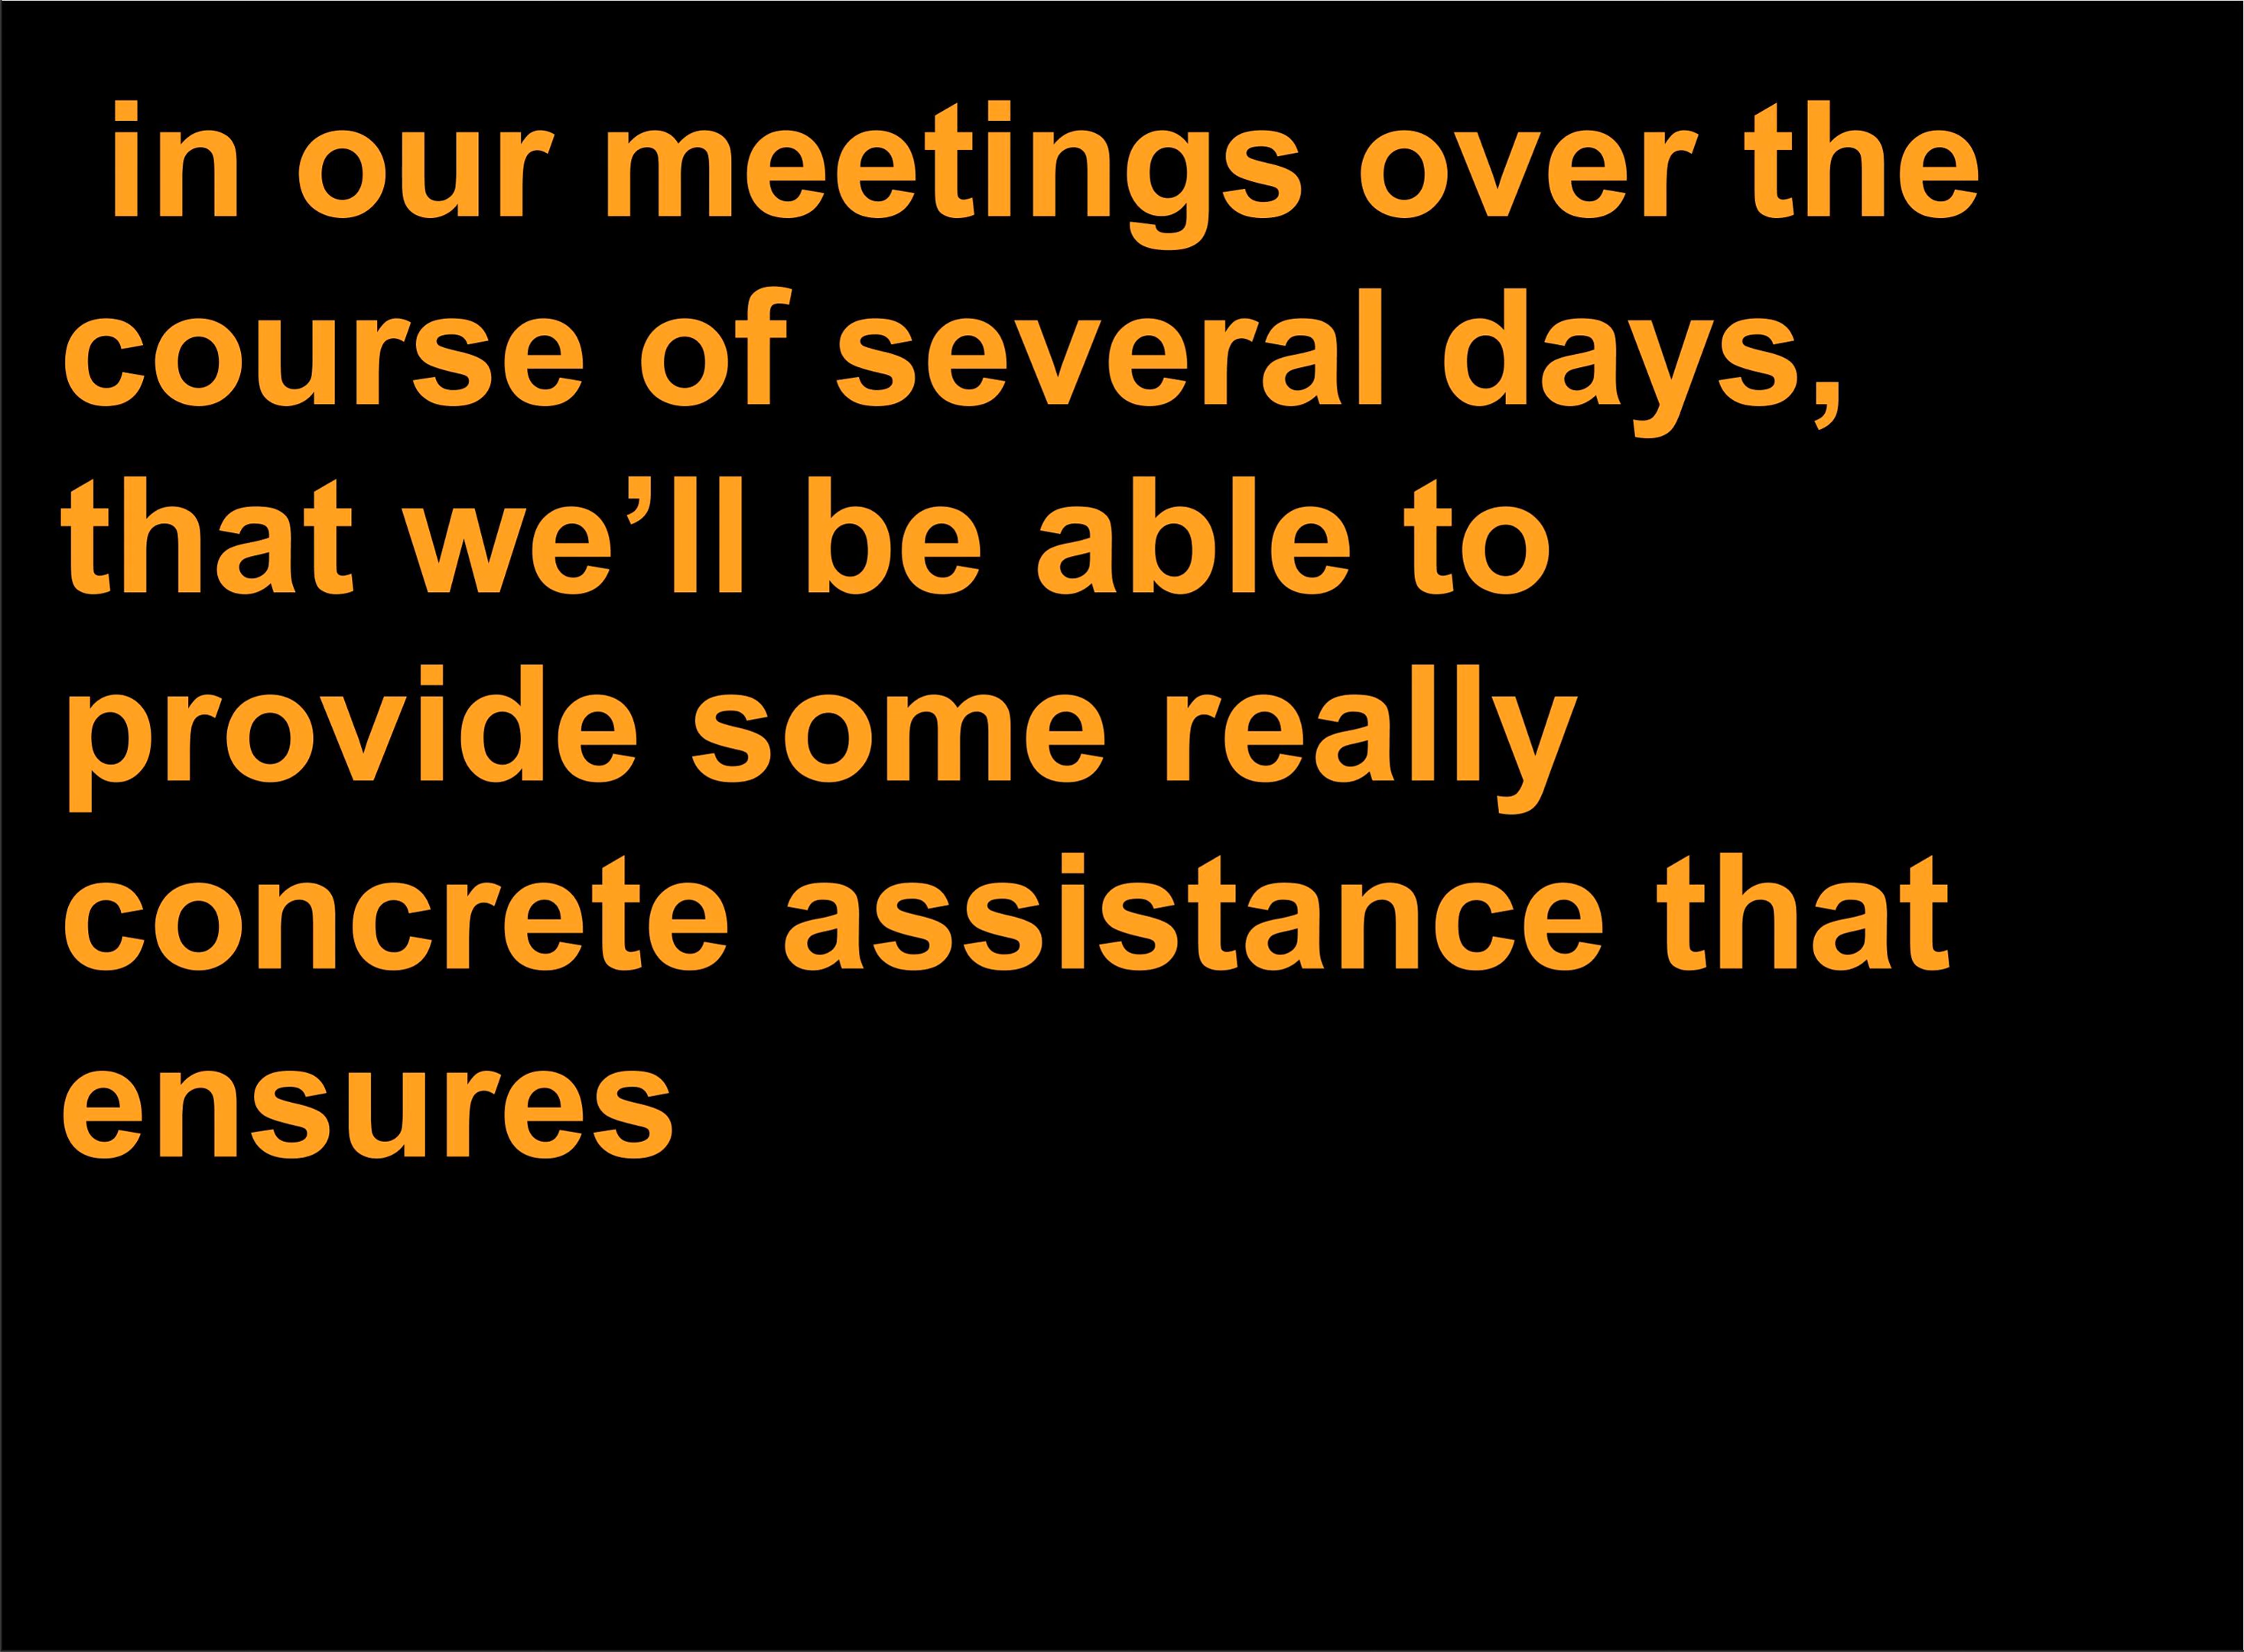 in our meetings over the
course of several days,
that we’ll be able to
provide some really
concrete assistance that
ensures